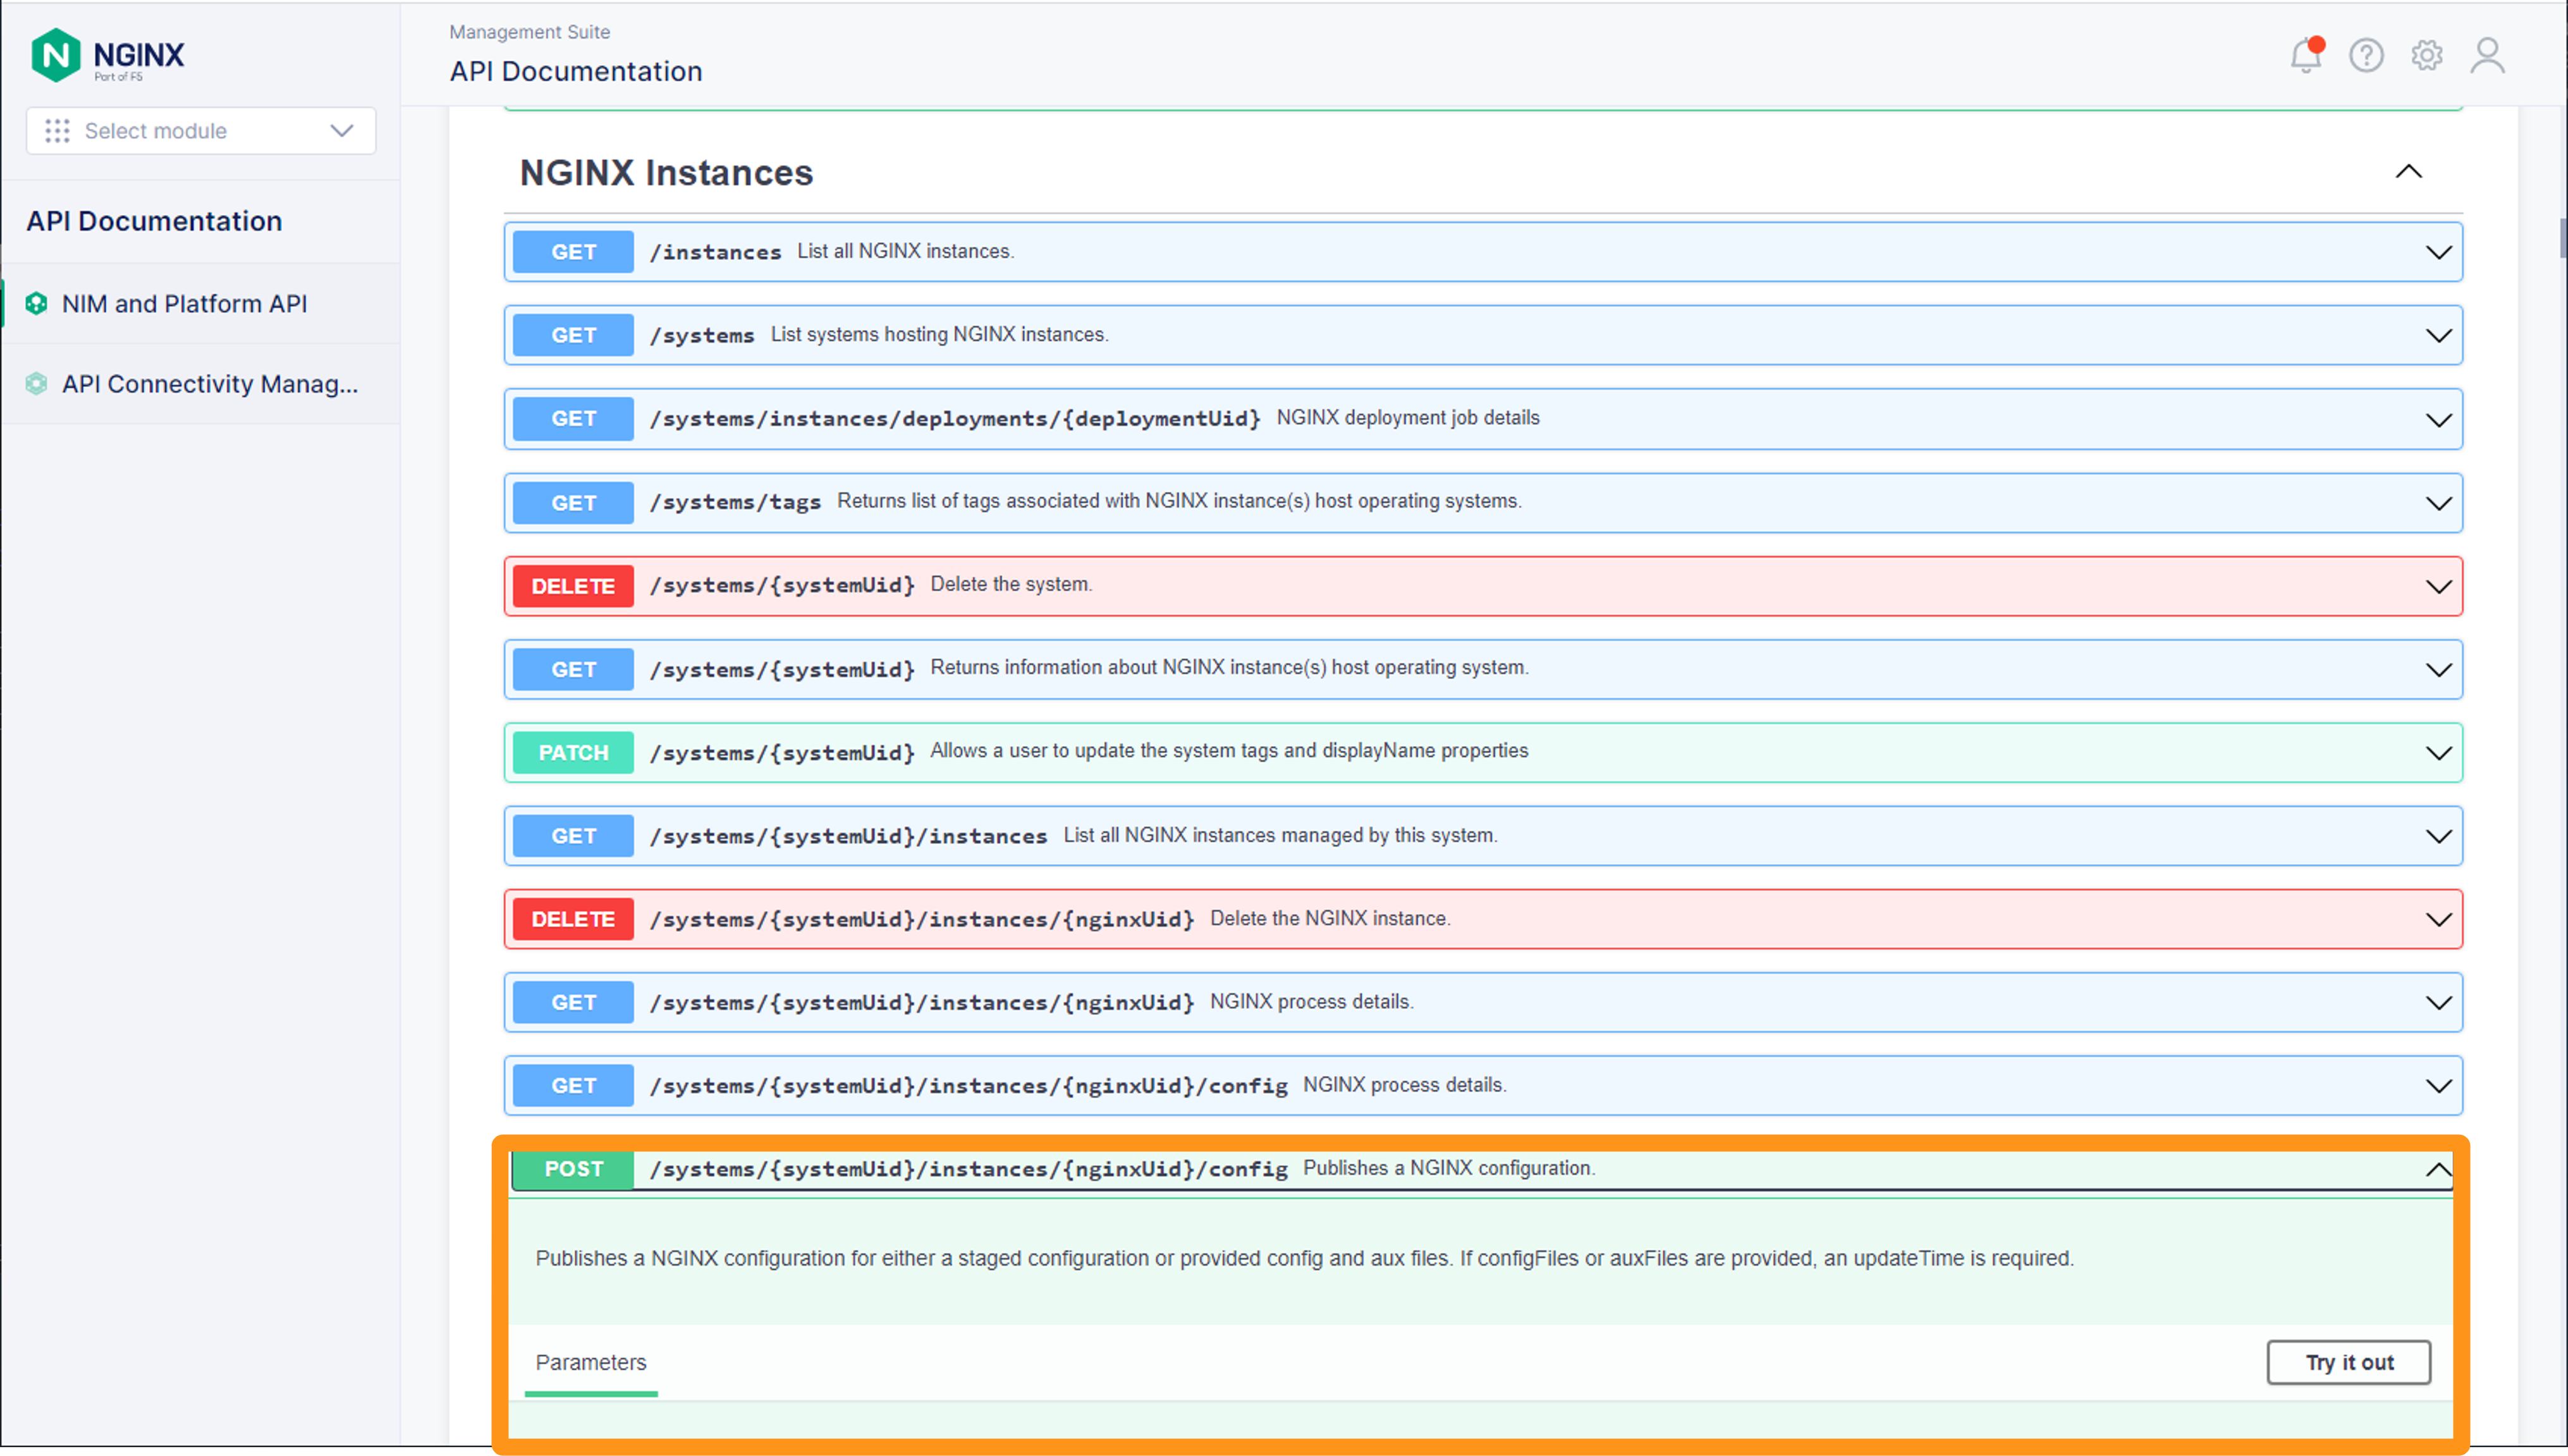 NGINX
Part of F5
Select module
API Documentation
NIM and Platform API
API Connectivity Manag...
Management Suite
API Documentation
NGINX Instances
GET /instances List all NGINX instances.
GET /systems List systems hosting NGINX instances.
GET /systems/instances/deployments/{deploymentUid} NGINX deployment job details
GET /systems/tags Returns list of tags associated with NGINX instance(s) host operating systems.
DELETE /systems/{systemUid} Delete the system.
GET /systems/{systemUid} Returns information about NGINX instance(s) host operating system.
PATCH /systems/{systemUid} Allows a user to update the system tags and displayName properties
GET /systems/{systemUid}/instances List all NGINX instances managed by this system.
DELETE /systems/{systemUid}/instances/{nginxUid} Delete the NGINX instance.
GET /systems/{systemUid}/instances/{nginxUid} NGINX process details.
GET /systems/{systemUid}/instances/{nginxUid}/config NGINX process details.
POST /systems/{systemUid}/instances/{nginxUid}/config Publishes a NGINX configuration.
Publishes a NGINX configuration for either a staged configuration or provided config and aux files. If configFiles or auxFiles are provided, an updateTime is required.
Parameters
Try it out